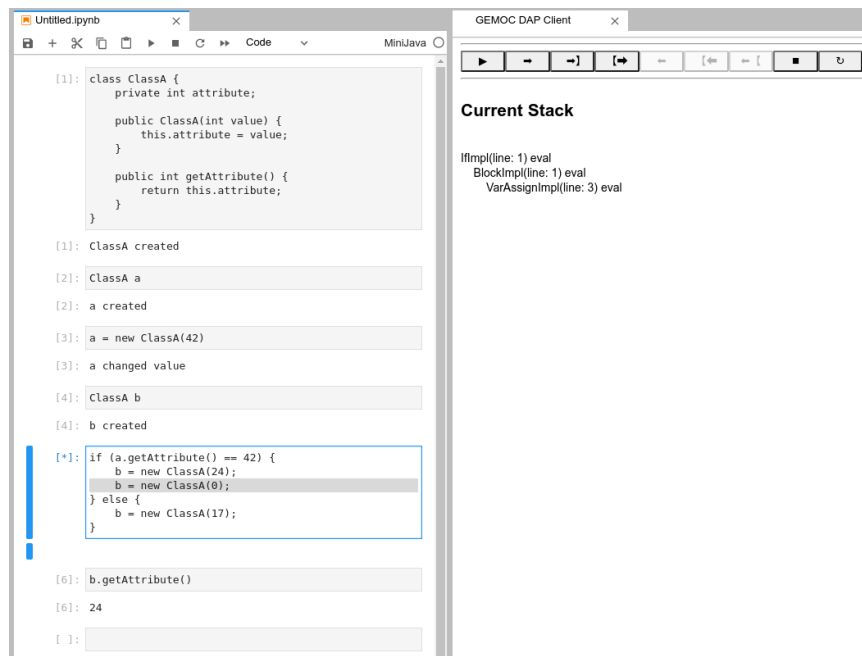 Untitled.ipynb
Code
MiniJava
[1]: class ClassA {
    private int attribute;

    public ClassA(int value) {
        this.attribute = value;
    }

    public int getAttribute() {
        return this.attribute;
    }
}
[1]: ClassA created
[2]: ClassA a
[2]: a created
[3]: a = new ClassA(42)
[3]: a changed value
[4]: ClassA b
[4]: b created
[*]: if (a.getAttribute() == 42) {
    b = new ClassA(24);
    b = new ClassA(0);
} else {
    b = new ClassA(17);
}
[6]: b.getAttribute()
[6]: 24
[ ]:
GEMOC DAP Client
Current Stack
IfImpl(line: 1) eval
BlockImpl(line: 1) eval
VarAssignImpl(line: 3) eval